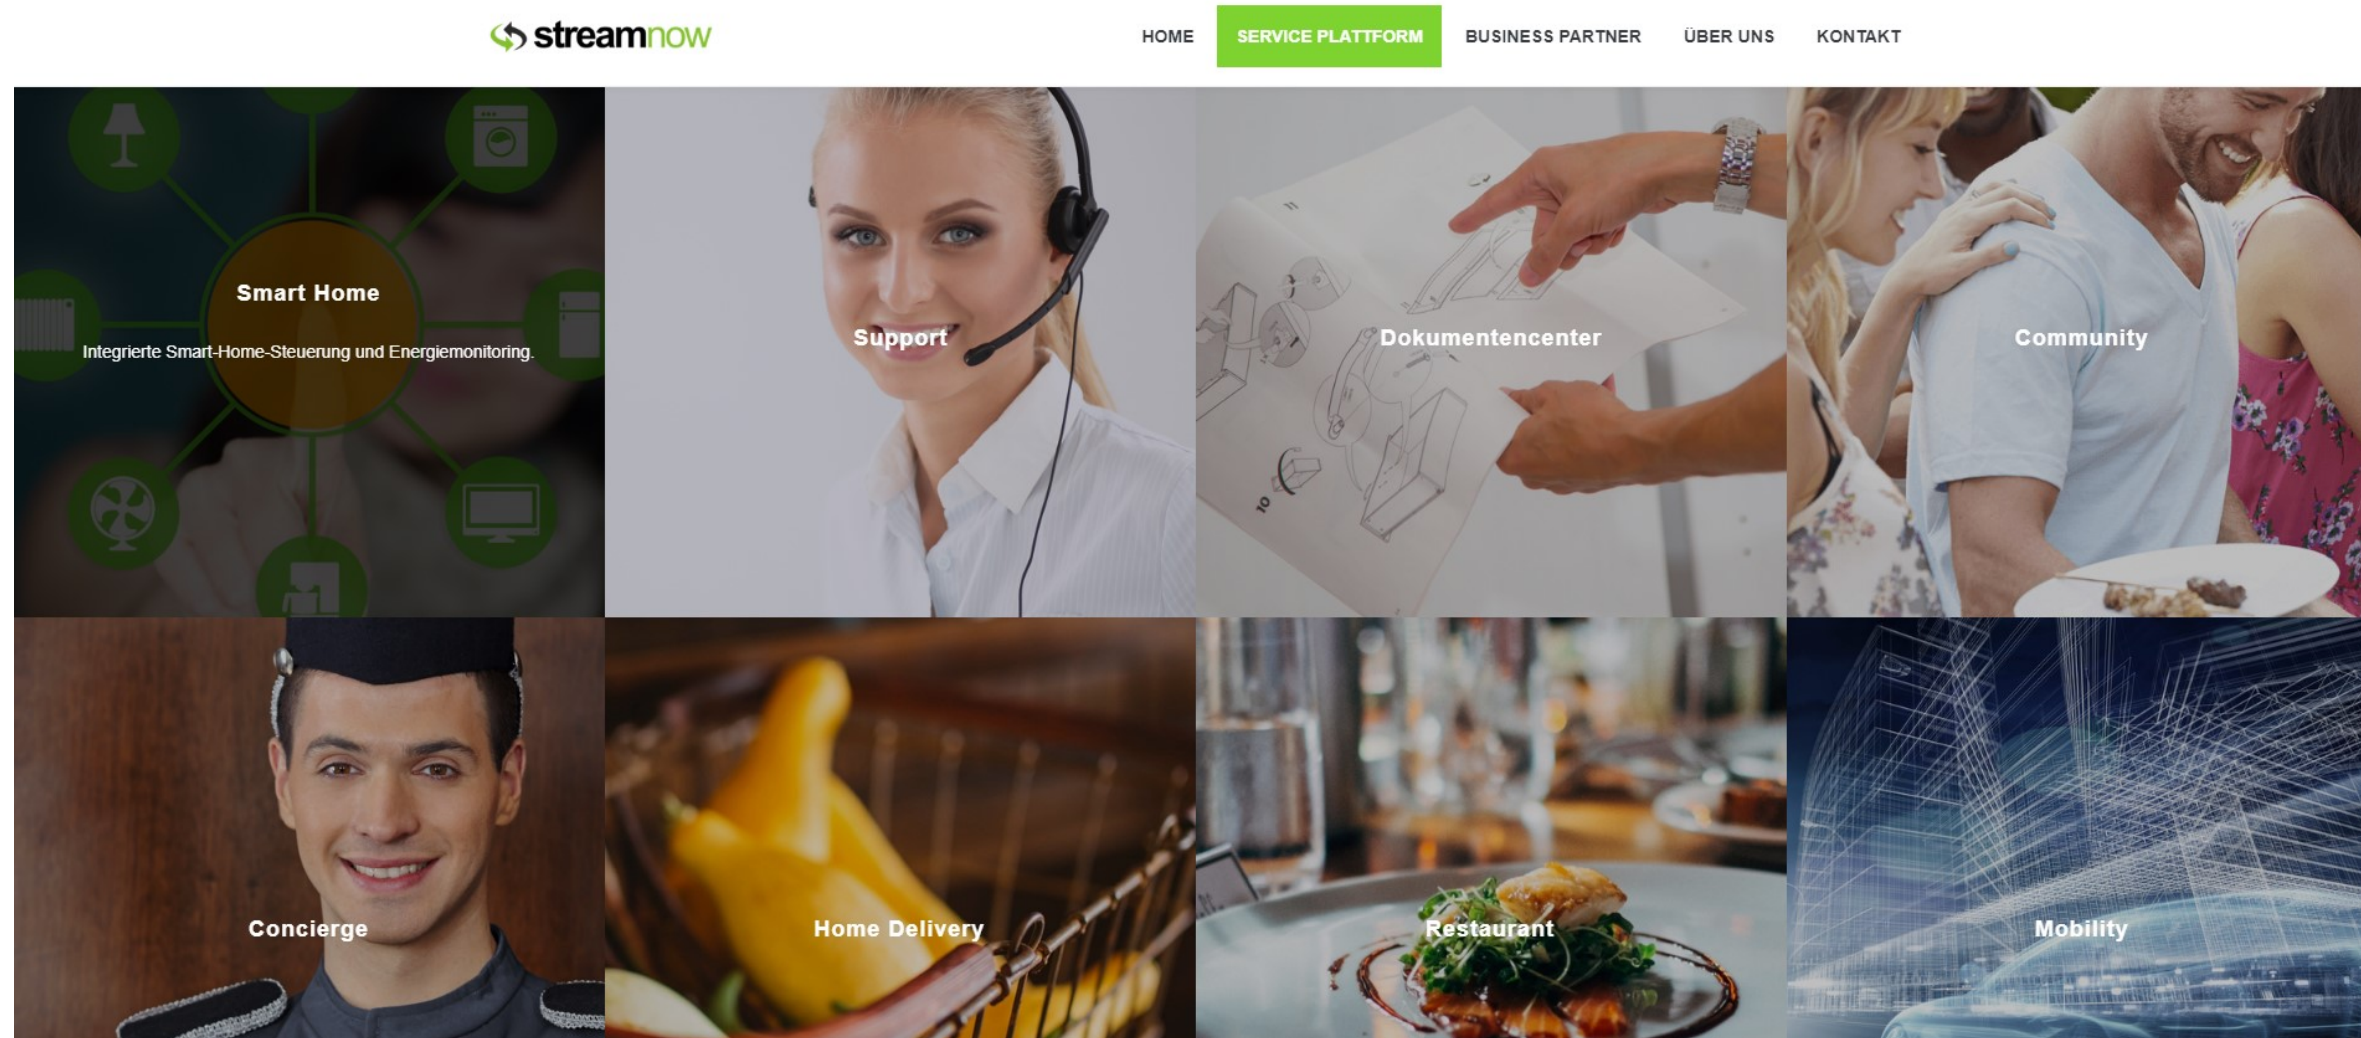 streamnow
HOME
SERVICE PLATTFORM
BUSINESS PARTNER
ÜBER UNS
KONTAKT
Smart Home
Integrierte Smart-Home-Steuerung und Energiemonitoring.
Support
Dokumentencenter
Community
10
Concierge
Home Delivery
Restaurant
Mobility